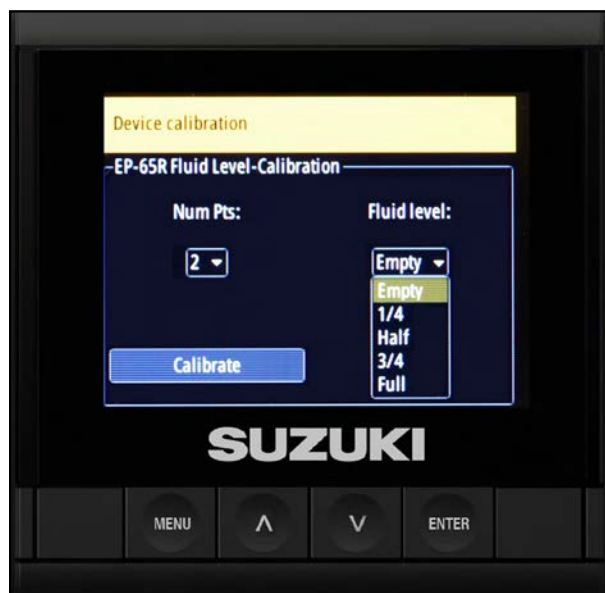 Device calibration
EP-65R Fluid Level-Calibration
Num Pts:
Fluid level:
2
Empty
Empty
1/4
Half
3/4
Full
Calibrate
SUZUKI
MENU
ENTER